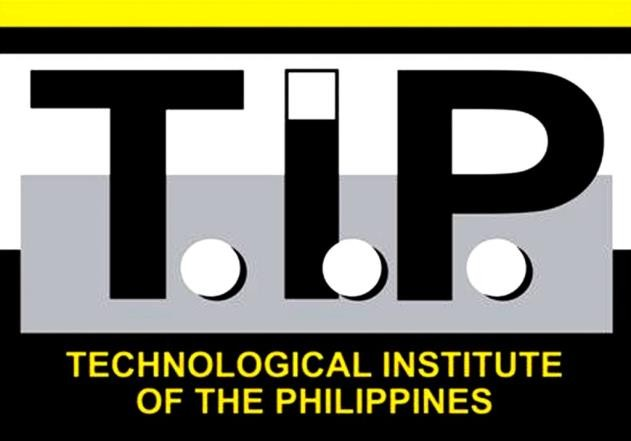 T.I.P.
TECHNOLOGICAL INSTITUTE
OF THE PHILIPPINES